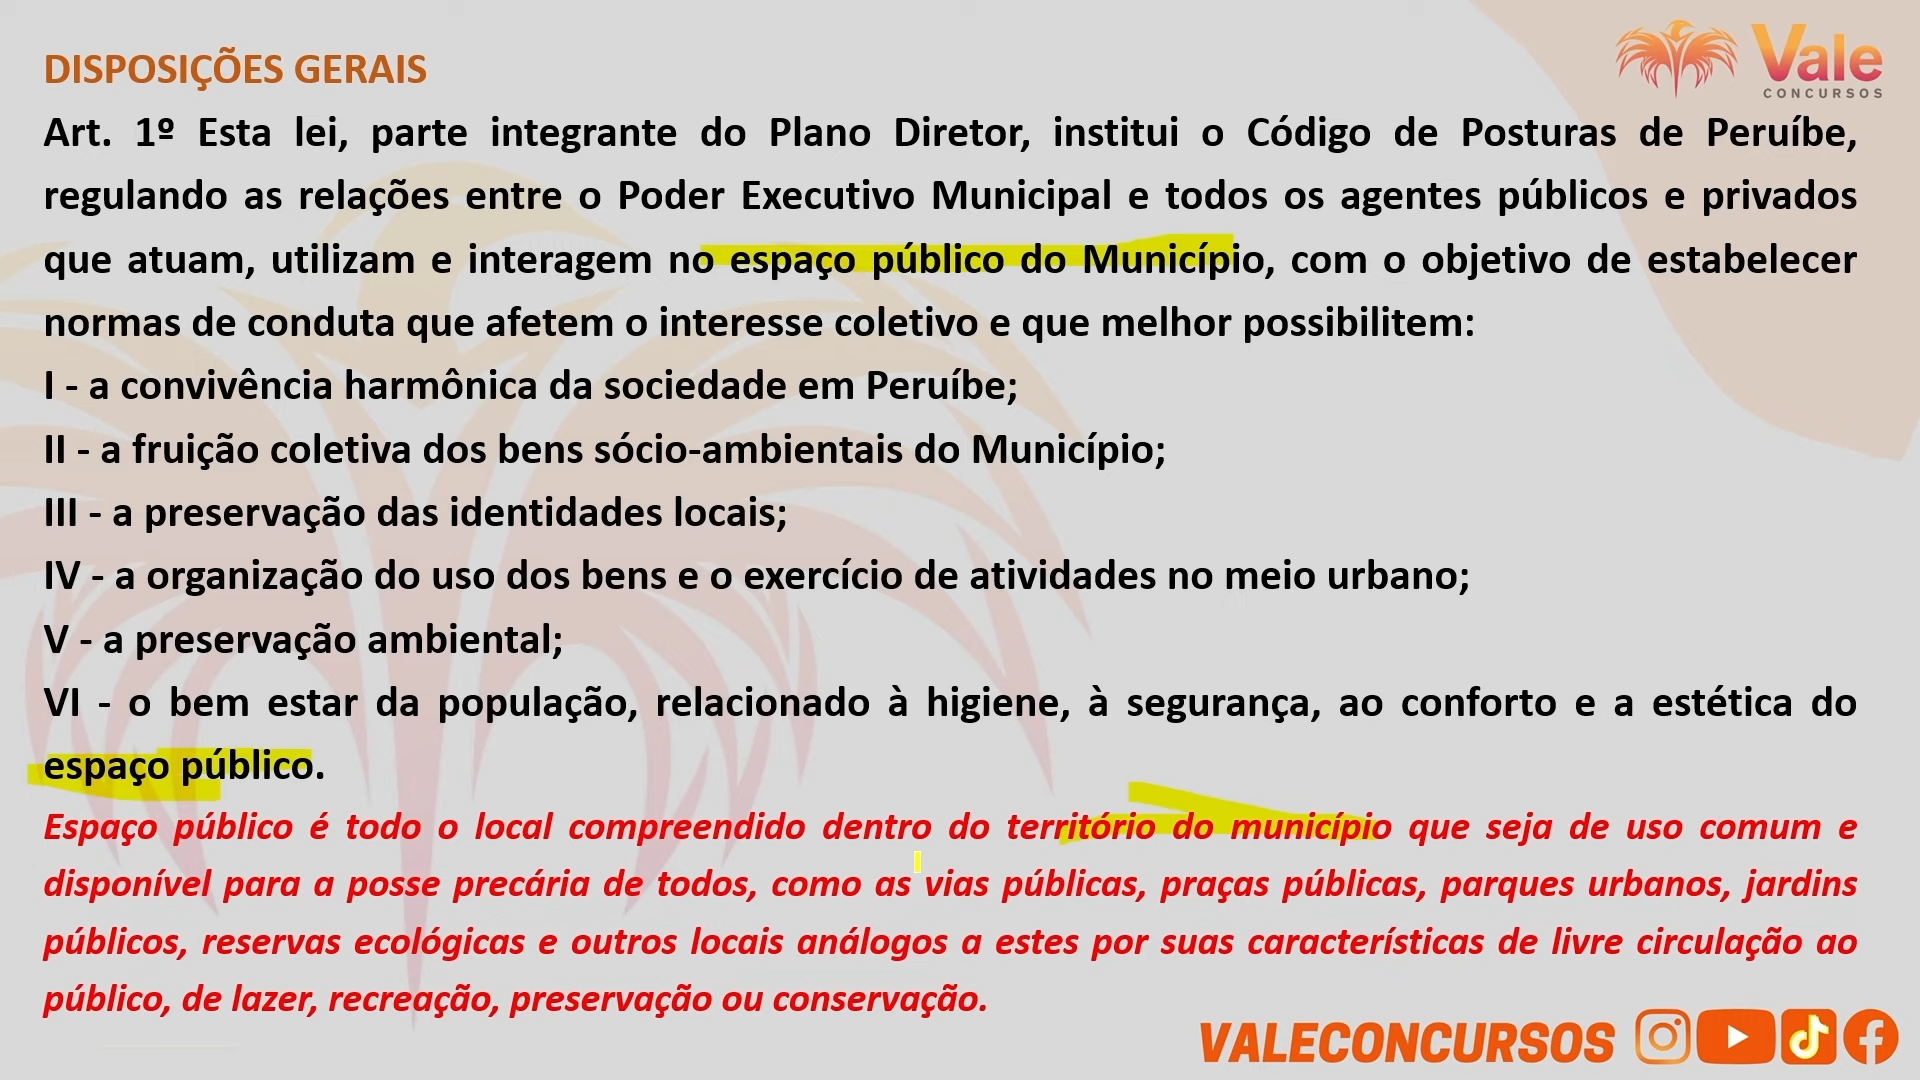 Vale
CONCURSOS
DISPOSIÇÕES GERAIS
Art. 1º Esta lei, parte integrante do Plano Diretor, institui o Código de Posturas de Peruíbe,
regulando as relações entre o Poder Executivo Municipal e todos os agentes públicos e privados
que atuam, utilizam e interagem no espaço público do Município, com o objetivo de estabelecer
normas de conduta que afetem o interesse coletivo e que melhor possibilitem:
I - a convivência harmônica da sociedade em Peruíbe;
II - a fruição coletiva dos bens sócio-ambientais do Município;
III - a preservação das identidades locais;
IV - a organização do uso dos bens e o exercício de atividades no meio urbano;
V - a preservação ambiental;
VI - o bem estar da população, relacionado à higiene, à segurança, ao conforto e a estética do
espaço público.
Espaço público é todo o local compreendido dentro do território do município que seja de uso comum e
disponível para a posse precária de todos, como as vias públicas, praças públicas, parques urbanos, jardins
públicos, reservas ecológicas e outros locais análogos a estes por suas características de livre circulação ao
público, de lazer, recreação, preservação ou conservação.
VALECONCURSOS